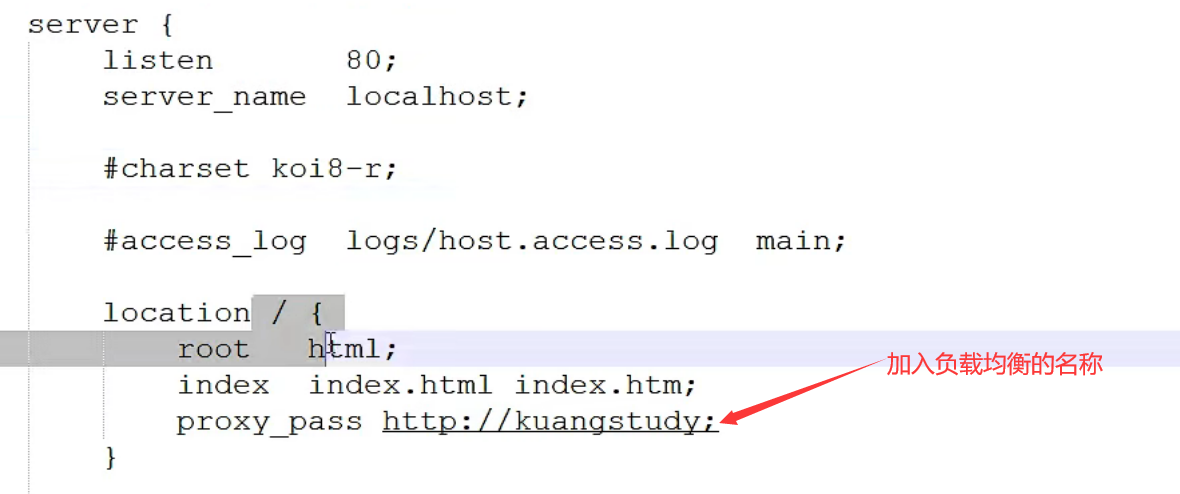 server {
listen 80;
server_name localhost;
#charset koi8-r;
#access_log logs/host.access.log main;
location / {
root html;
index index.html index.htm;
proxy_pass http://kuangstudy;
加入负载均衡的名称
}